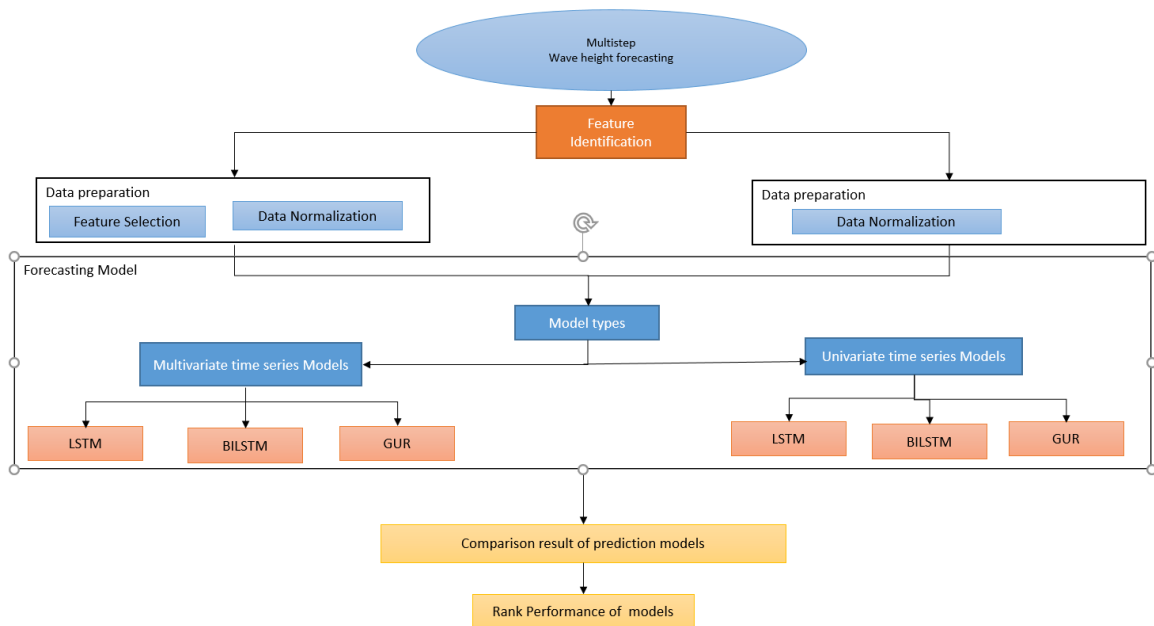 Multistep
Wave height forecasting
Feature
Identification
Data preparation
Feature Selection
Data Normalization
Data preparation
Data Normalization
Forecasting Model
Model types
Multivariate time series Models
Univariate time series Models
LSTM
BILSTM
GUR
LSTM
BILSTM
GUR
Comparison result of prediction models
Rank Performance of models